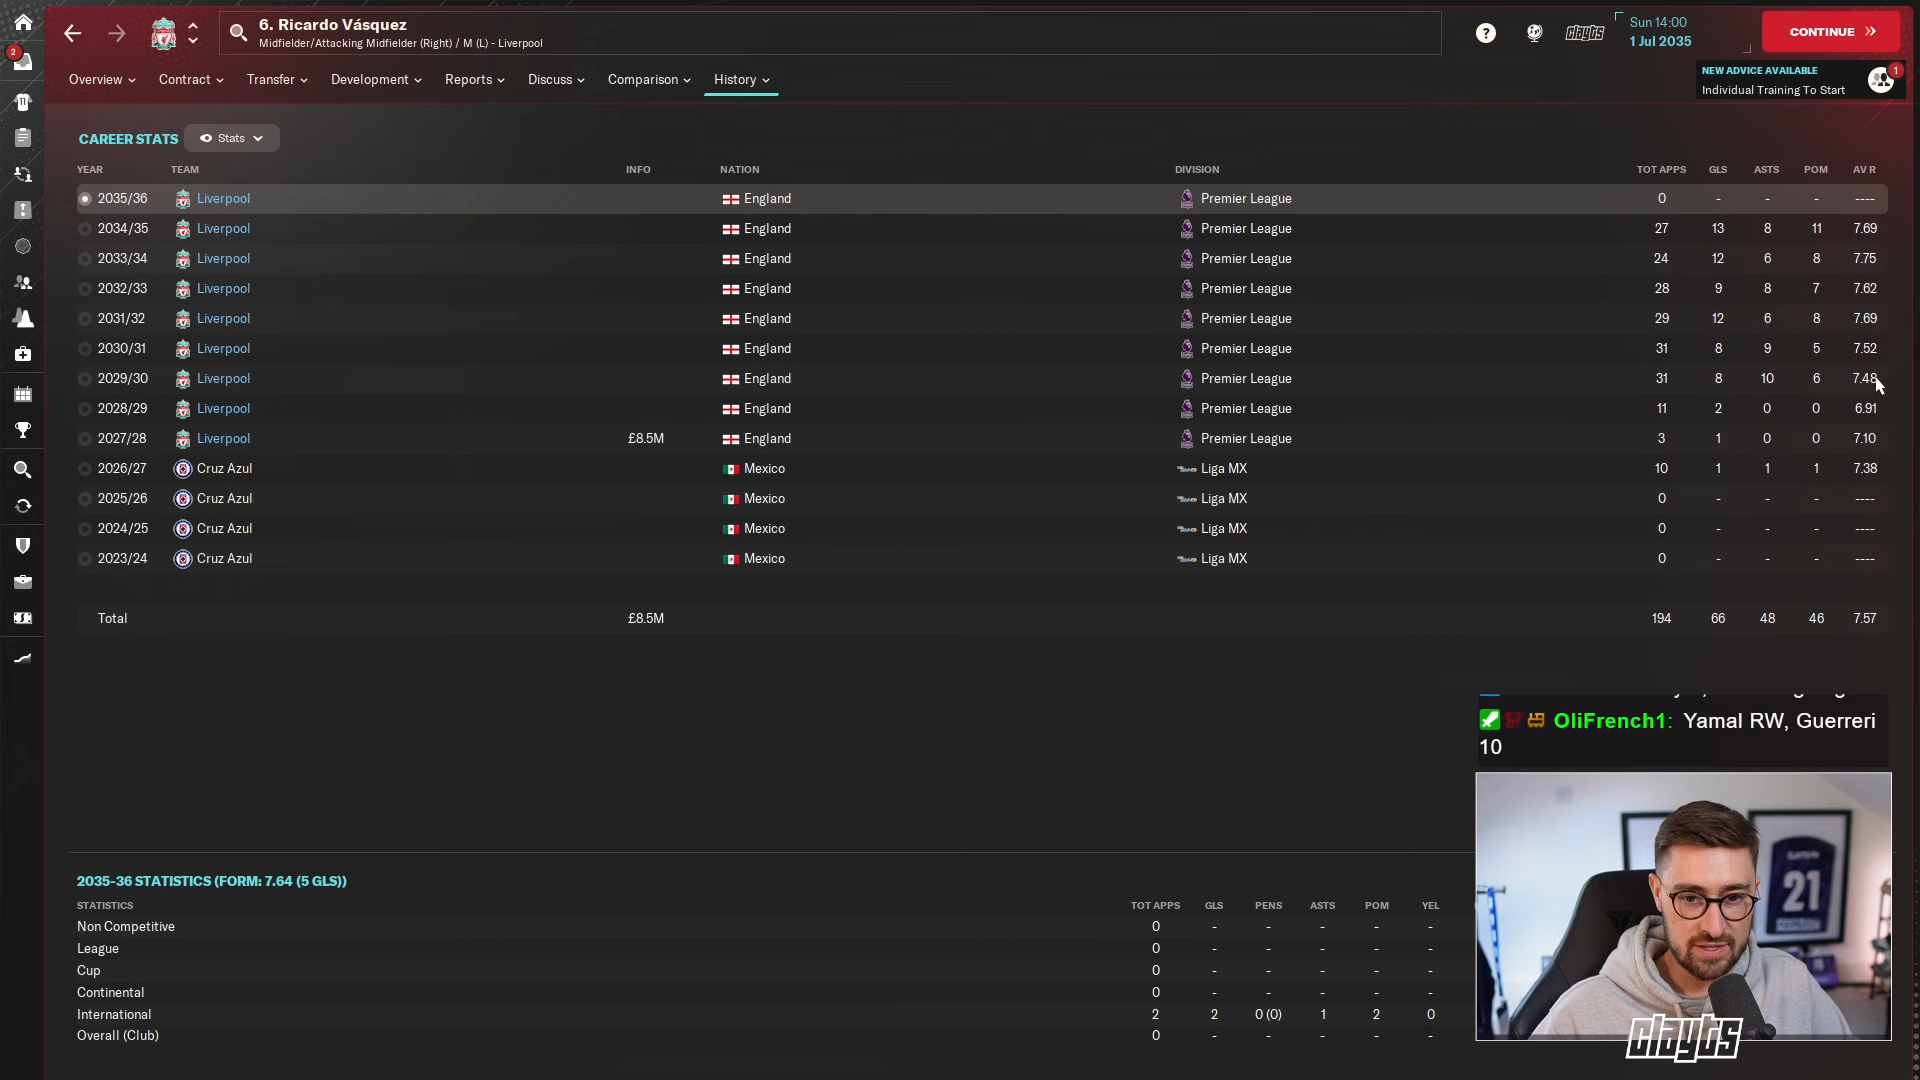 2
6. Ricardo Vásquez
Midfielder/Attacking Midfielder (Right) / M (L) - Liverpool
?
clayts
Sun 14:00
1 Jul 2035
CONTINUE
Overview
Contract
Transfer
Development
Reports
Discuss
Comparison
History
NEW ADVICE AVAILABLE
Individual Training To Start
1
CAREER STATS Stats
YEAR TEAM INFO NATION DIVISION TOT APPS GLS ASTS POM AV R
2035/36 Liverpool England Premier League 0 - - - ----
2034/35 Liverpool England Premier League 27 13 8 11 7.69
2033/34 Liverpool England Premier League 24 12 6 8 7.75
2032/33 Liverpool England Premier League 28 9 8 7 7.62
2031/32 Liverpool England Premier League 29 12 6 8 7.69
2030/31 Liverpool England Premier League 31 8 9 5 7.52
2029/30 Liverpool England Premier League 31 8 10 6 7.48
2028/29 Liverpool England Premier League 11 2 0 0 6.91
2027/28 Liverpool £8.5M England Premier League 3 1 0 0 7.10
2026/27 Cruz Azul Mexico Liga MX 10 1 1 1 7.38
2025/26 Cruz Azul Mexico Liga MX 0 - - - ----
2024/25 Cruz Azul Mexico Liga MX 0 - - - ----
2023/24 Cruz Azul Mexico Liga MX 0 - - - ----
Total £8.5M 194 66 48 46 7.57
OliFrench1: Yamal RW, Guerreri
10
2035-36 STATISTICS (FORM: 7.64 (5 GLS))
STATISTICS TOT APPS GLS PENS ASTS POM YEL
Non Competitive 0 - - - - -
League 0 - - - - -
Cup 0 - - - - -
Continental 0 - - - - -
International 2 2 0 (0) 1 2 0
Overall (Club) 0 - - - - -
21
clayts